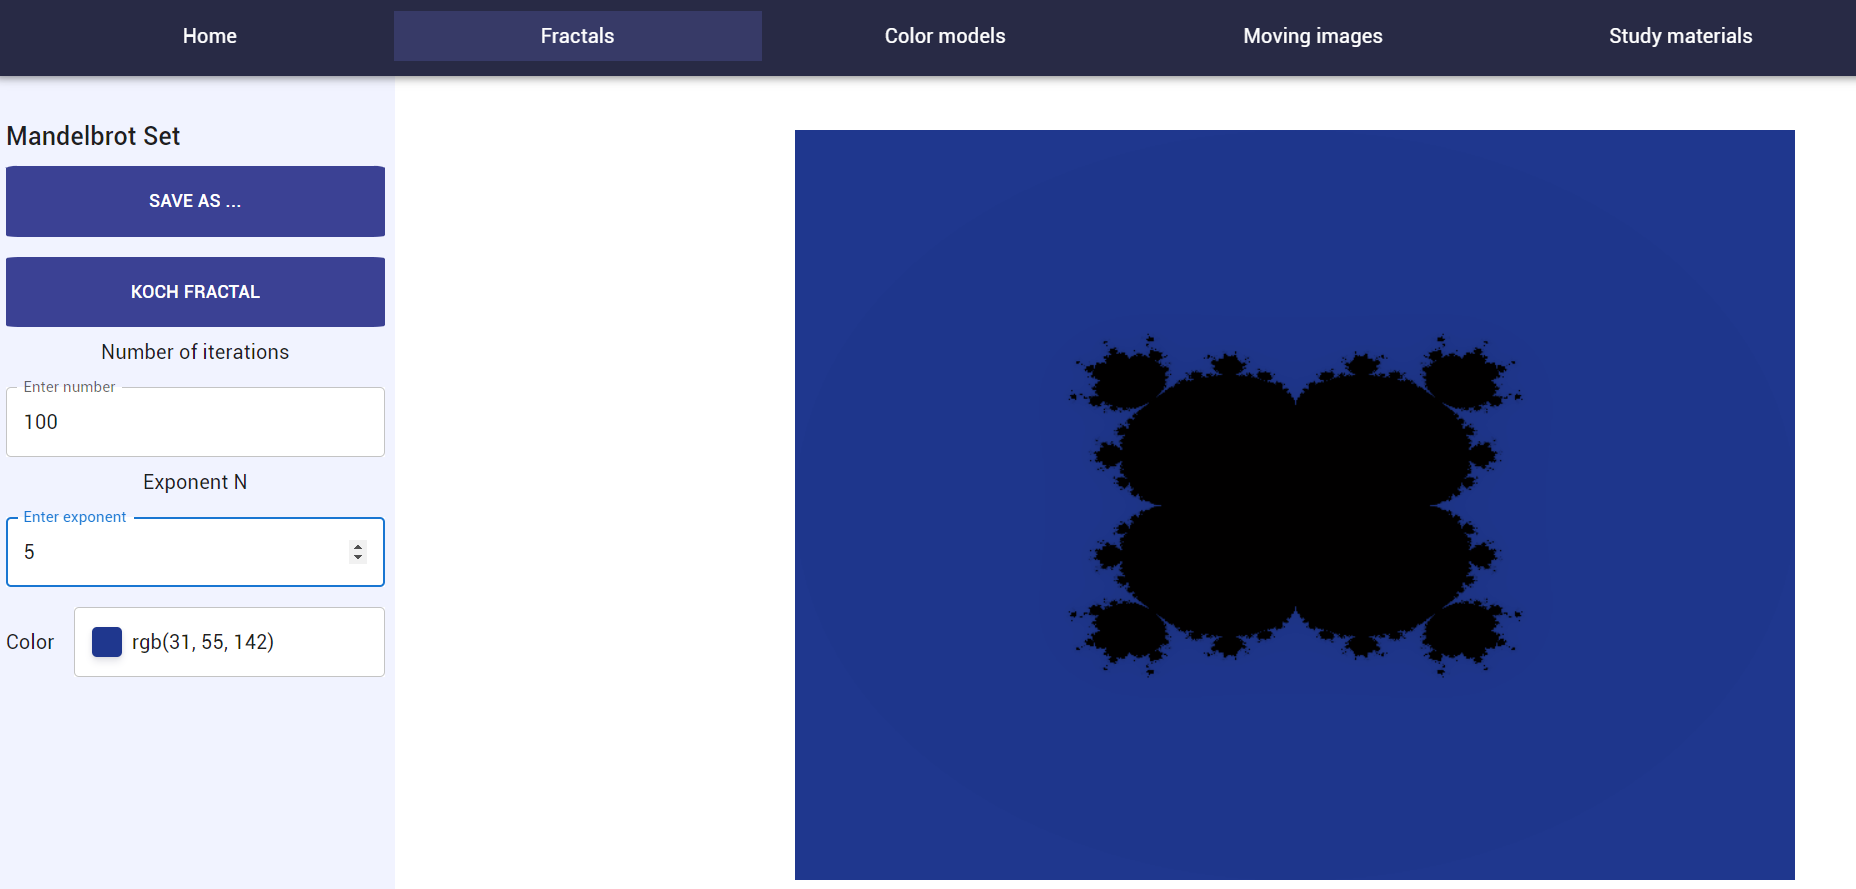 Home
Fractals
Color models
Moving images
Study materials
Mandelbrot Set
SAVE AS ...
KOCH FRACTAL
Number of iterations
Enter number
100
Exponent N
Enter exponent
5
Color
rgb(31, 55, 142)